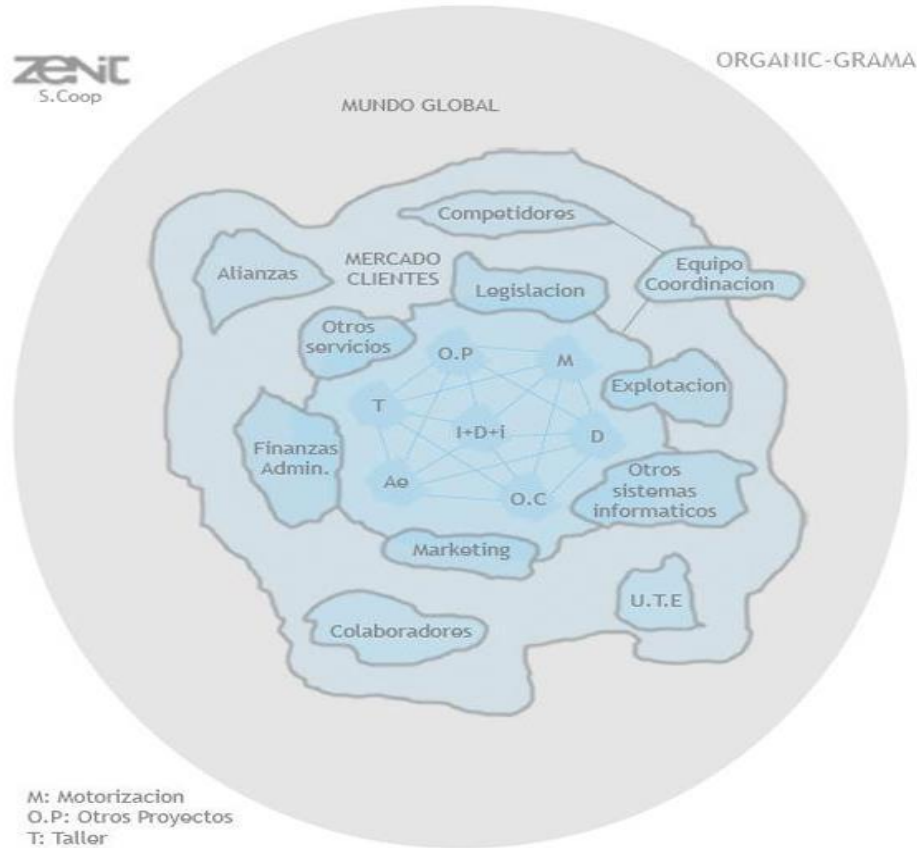 ZENIC
S.Coop
ORGANIC-GRAMA
MUNDO GLOBAL
Competidores
Alianzas
MERCADO
CLIENTES
Equipo
Coordinacion
Legislacion
Otros
servicios
O.P
M
Explotacion
T
I+D+i
D
Finanzas
Admin.
Ae
O.C
Otros
sistemas
informaticos
Marketing
U.T.E
Colaboradores
M: Motorizacion
O.P: Otros Proyectos
T: Taller